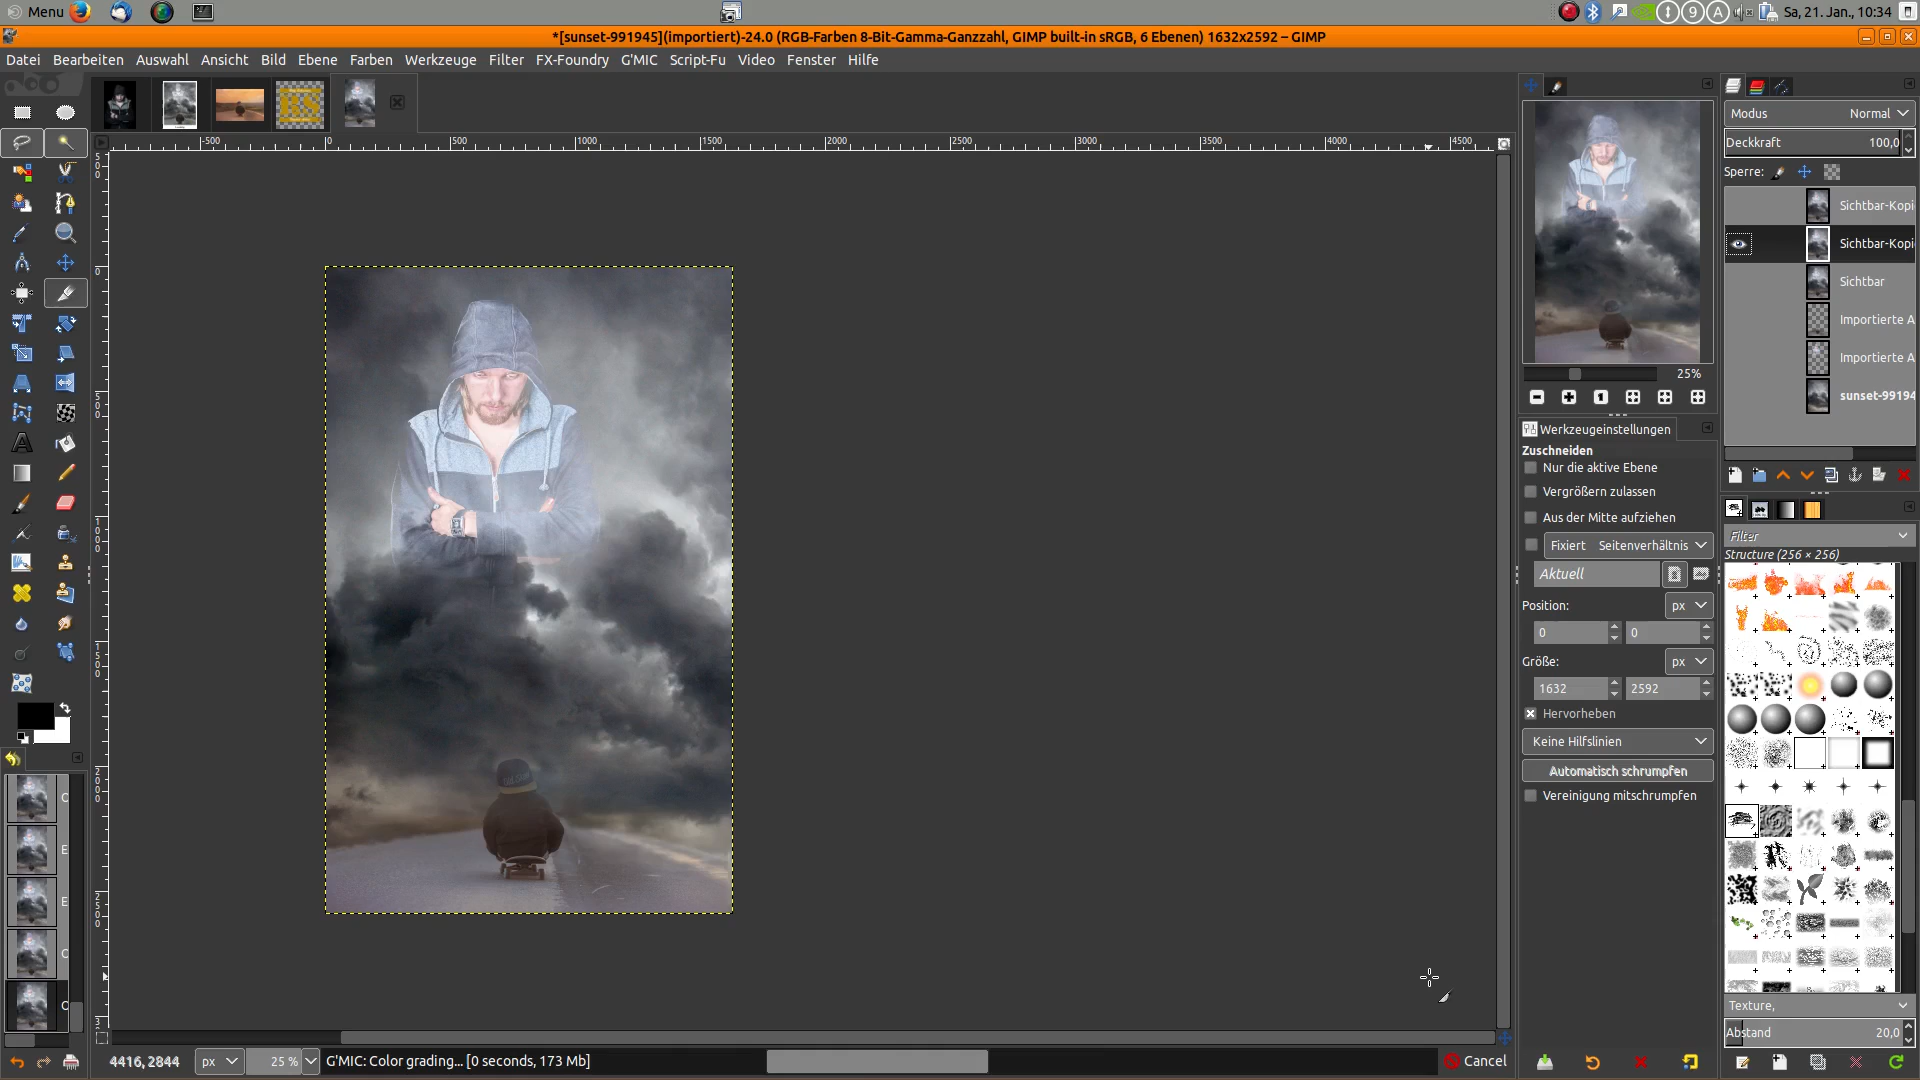 Menu
Sa, 21. Jan., 10:34
*[sunset-991945](importiert)-24.0 (RGB-Farben 8-Bit-Gamma-Ganzzahl, GIMP built-in sRGB, 6 Ebenen) 1632x2592 – GIMP
Datei Bearbeiten Auswahl Ansicht Bild Ebene Farben Werkzeuge Filter FX-Foundry G'MIC Script-Fu Video Fenster Hilfe
-500 0 500 1000 1500 2000 2500 3000 3500 4000 4500
25%
Werkzeugeinstellungen
Zuschneiden
Nur die aktive Ebene
Vergrößern zulassen
Aus der Mitte aufziehen
Fixiert Seitenverhältnis
Aktuell
Position: px
0 0
Größe: px
1632 2592
Hervorheben
Keine Hilfslinien
Automatisch schrumpfen
Vereinigung mitschrumpfen
Modus Normal
Deckkraft 100,0
Sperre:
Sichtbar-Kopi
Sichtbar-Kopi
Sichtbar
Importierte A
Importierte A
sunset-99194
Filter
Structure (256 × 256)
Texture,
Abstand 20,0
4416,2844 px 25 % G'MIC: Color grading... [0 seconds, 173 Mb] Cancel